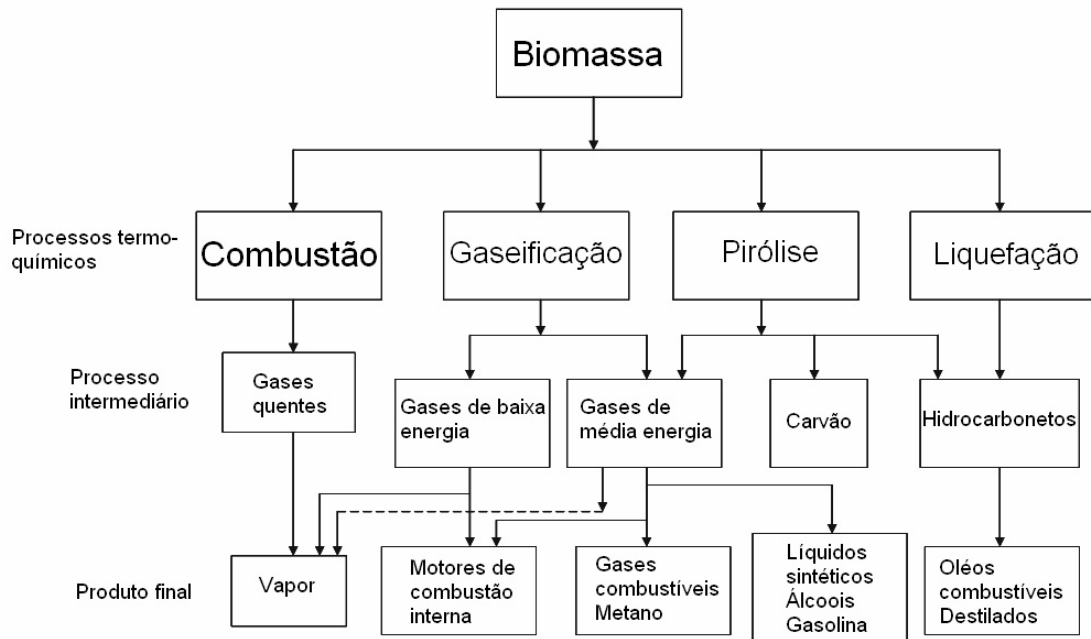 Biomassa
Processos termo-
químicos
Combustão
Gaseificação
Pirólise
Liquefação
Processo
intermediário
Gases
quentes
Gases de baixa
energia
Gases de
média energia
Carvão
Hidrocarbonetos
Produto final
Vapor
Motores de
combustão
interna
Gases
combustíveis
Metano
Líquidos
sintéticos
Álcoois
Gasolina
Oléos
combustíveis
Destilados